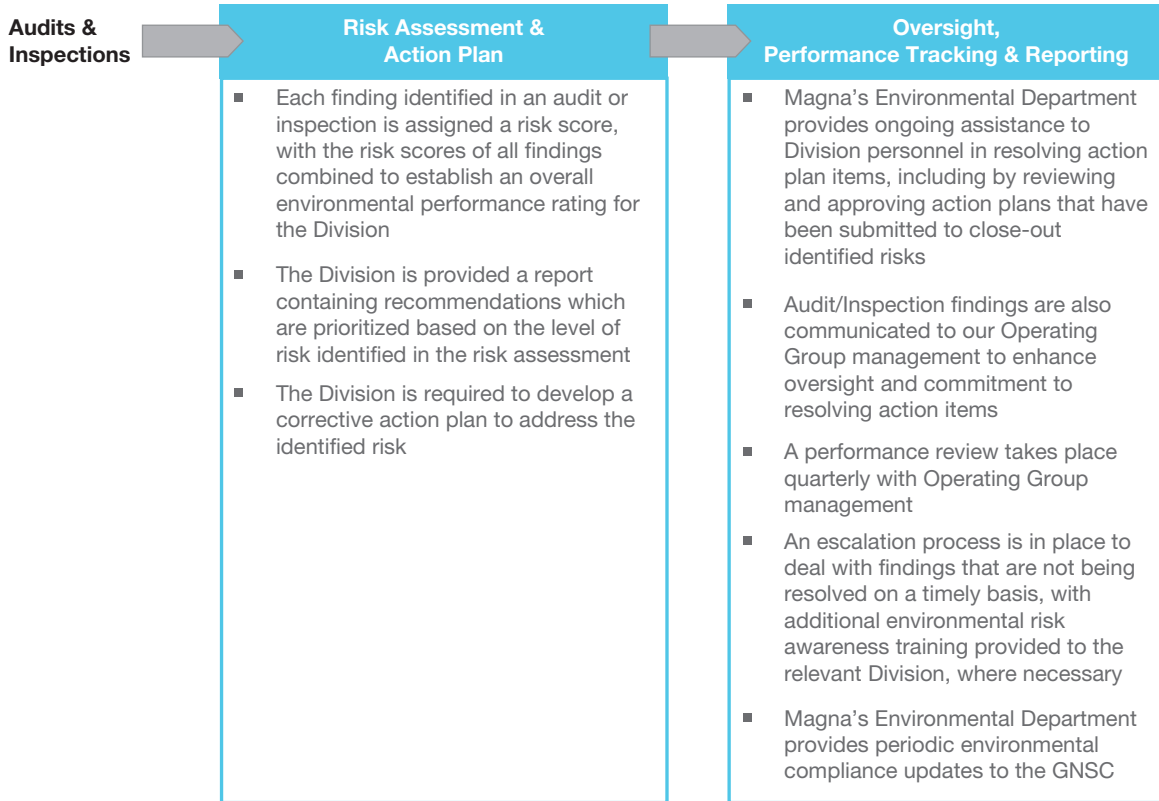 Audits &
Inspections
Risk Assessment &
Action Plan
■ Each finding identified in an audit or
inspection is assigned a risk score,
with the risk scores of all findings
combined to establish an overall
environmental performance rating for
the Division
■ The Division is provided a report
containing recommendations which
are prioritized based on the level of
risk identified in the risk assessment
■ The Division is required to develop a
corrective action plan to address the
identified risk
Oversight,
Performance Tracking & Reporting
■ Magna's Environmental Department
provides ongoing assistance to
Division personnel in resolving action
plan items, including by reviewing
and approving action plans that have
been submitted to close-out
identified risks
■ Audit/Inspection findings are also
communicated to our Operating
Group management to enhance
oversight and commitment to
resolving action items
■ A performance review takes place
quarterly with Operating Group
management
■ An escalation process is in place to
deal with findings that are not being
resolved on a timely basis, with
additional environmental risk
awareness training provided to the
relevant Division, where necessary
■ Magna's Environmental Department
provides periodic environmental
compliance updates to the GNSC